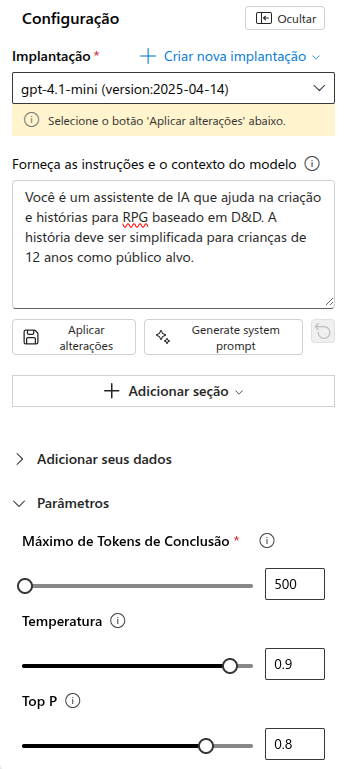 Configuração
Ocultar
Implantação *
Criar nova implantação
gpt-4.1-mini (version:2025-04-14)
Selecione o botão 'Aplicar alterações' abaixo.
Forneça as instruções e o contexto do modelo
Você é um assistente de IA que ajuda na criação
e histórias para RPG baseado em D&D. A
história deve ser simplificada para crianças de
12 anos como público alvo.
Aplicar
alterações
Generate system
prompt
Adicionar seção
Adicionar seus dados
Parâmetros
Máximo de Tokens de Conclusão *
500
Temperatura
0.9
Top P
0.8